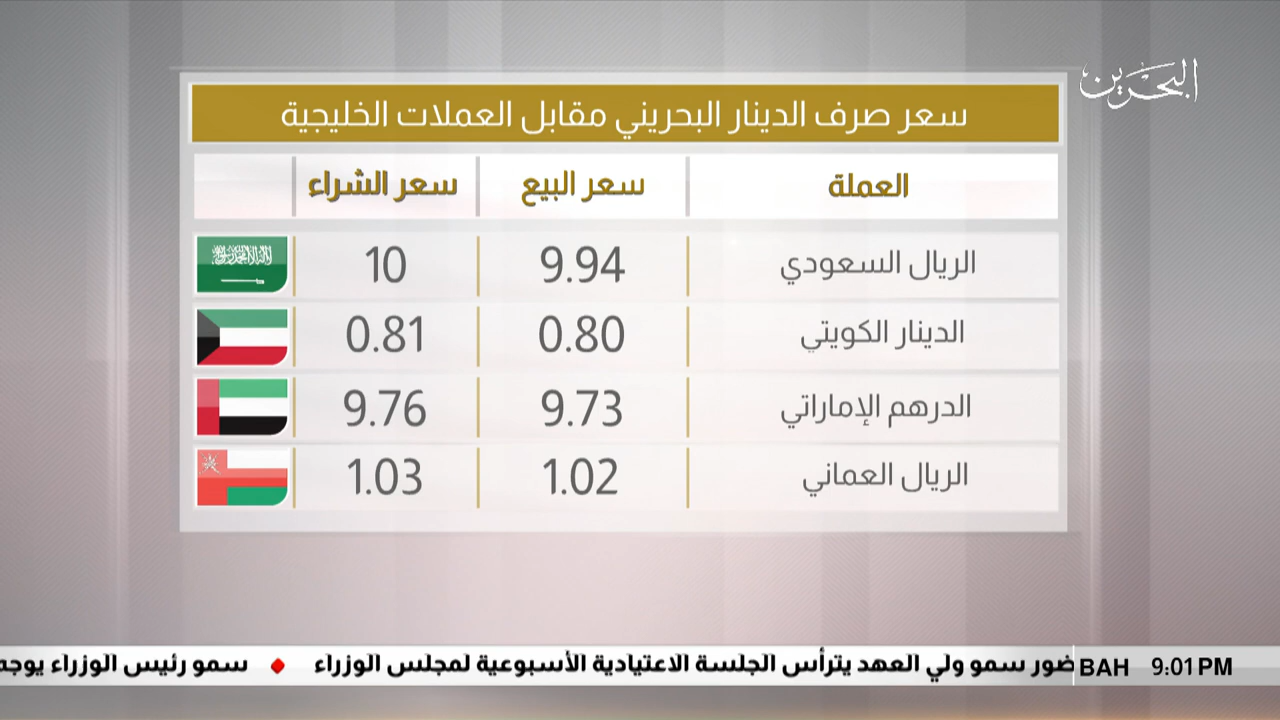 البحرين
سعر صرف الدينار البحريني مقابل العملات الخليجية
العملة سعر البيع سعر الشراء
الريال السعودي 9.94 10
الدينار الكويتي 0.80 0.81
الدرهم الإماراتي 9.73 9.76
الريال العماني 1.02 1.03
BAH 9:01 PM
ضور سمو ولي العهد يترأس الجلسة الاعتيادية الأسبوعية لمجلس الوزراء ♦ سمو رئيس الوزراء يوجه